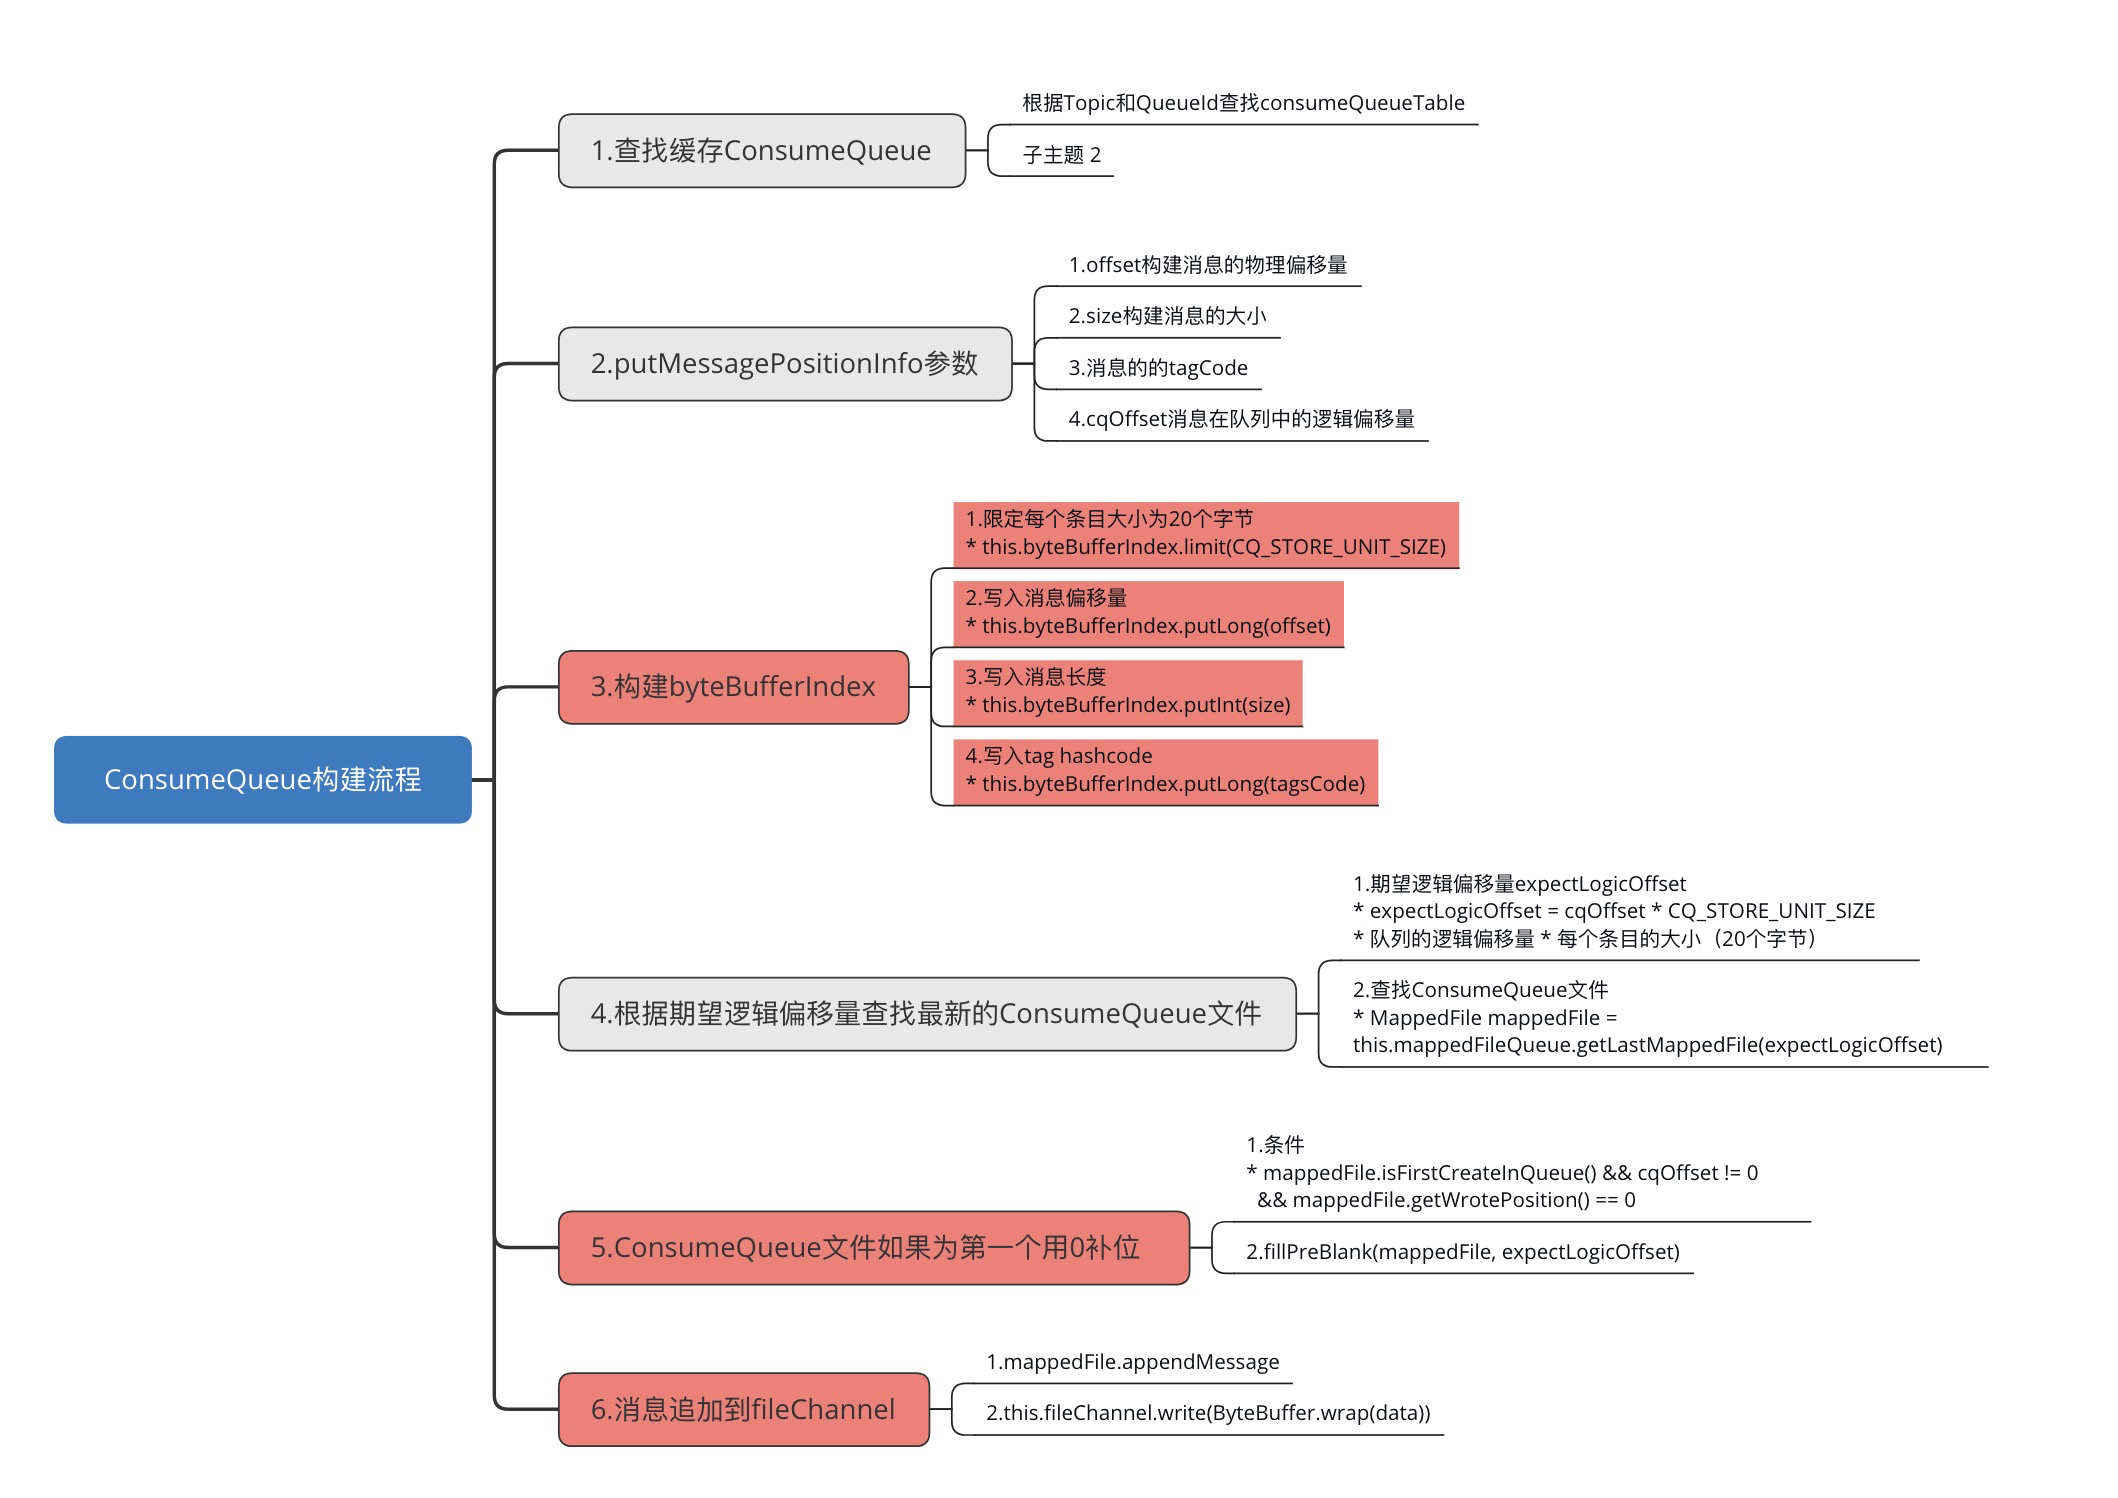 ConsumeQueue构建流程
1.查找缓存ConsumeQueue
根据Topic和QueueId查找consumeQueueTable
子主题 2
2.putMessagePositionInfo参数
1.offset构建消息的物理偏移量
2.size构建消息的大小
3.消息的的tagCode
4.cqOffset消息在队列中的逻辑偏移量
3.构建byteBufferIndex
1.限定每个条目大小为20个字节
* this.byteBufferIndex.limit(CQ_STORE_UNIT_SIZE)
2.写入消息偏移量
* this.byteBufferIndex.putLong(offset)
3.写入消息长度
* this.byteBufferIndex.putInt(size)
4.写入tag hashcode
* this.byteBufferIndex.putLong(tagsCode)
4.根据期望逻辑偏移量查找最新的ConsumeQueue文件
1.期望逻辑偏移量expectLogicOffset
* expectLogicOffset = cqOffset * CQ_STORE_UNIT_SIZE
* 队列的逻辑偏移量 * 每个条目的大小（20个字节）
2.查找ConsumeQueue文件
* MappedFile mappedFile =
this.mappedFileQueue.getLastMappedFile(expectLogicOffset)
5.ConsumeQueue文件如果为第一个用0补位
1.条件
* mappedFile.isFirstCreateInQueue() && cqOffset != 0
&& mappedFile.getWrotePosition() == 0
2.fillPreBlank(mappedFile, expectLogicOffset)
6.消息追加到fileChannel
1.mappedFile.appendMessage
2.this.fileChannel.write(ByteBuffer.wrap(data))